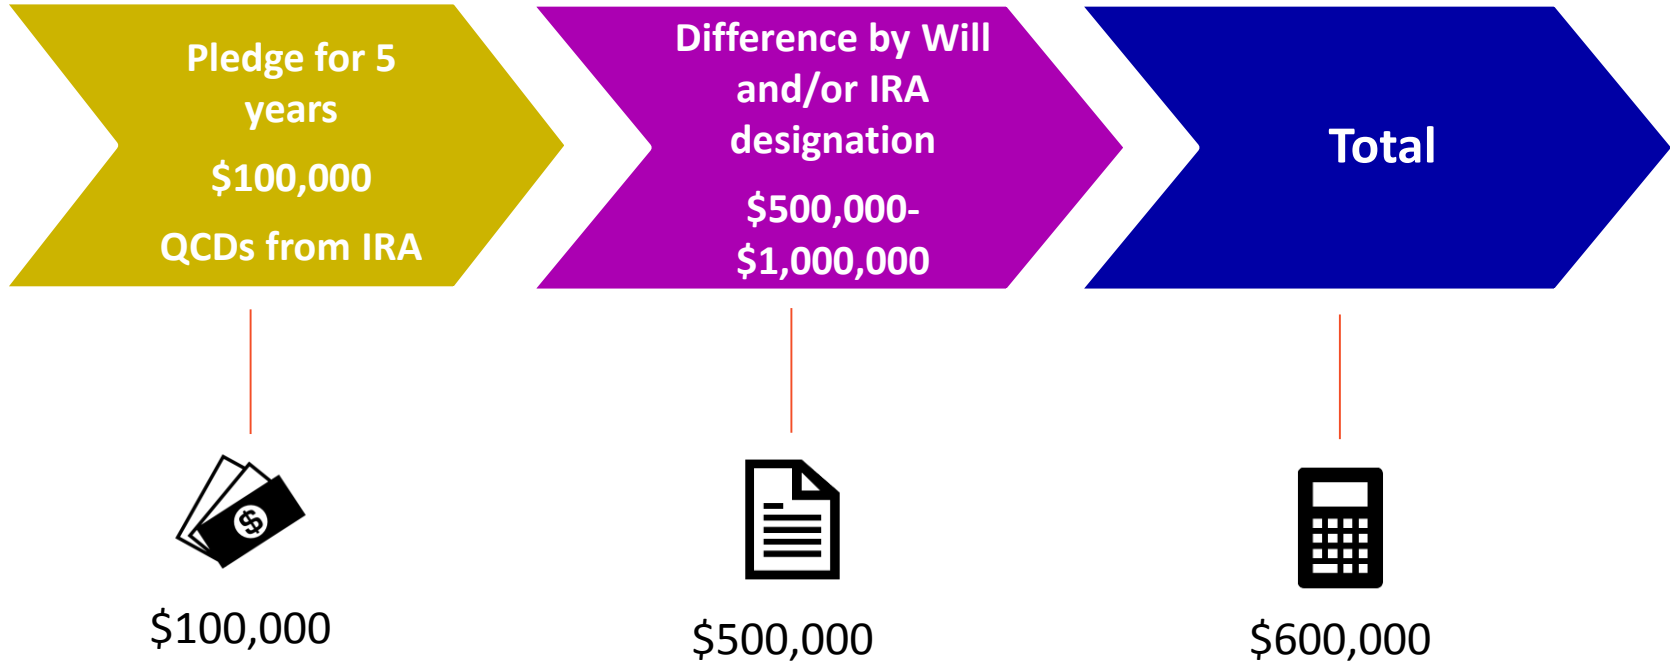 Pledge for 5
years
$100,000
QCDs from IRA
Difference by Will
and/or IRA
designation
$500,000-
$1,000,000
Total
$
$100,000
$500,000
$600,000